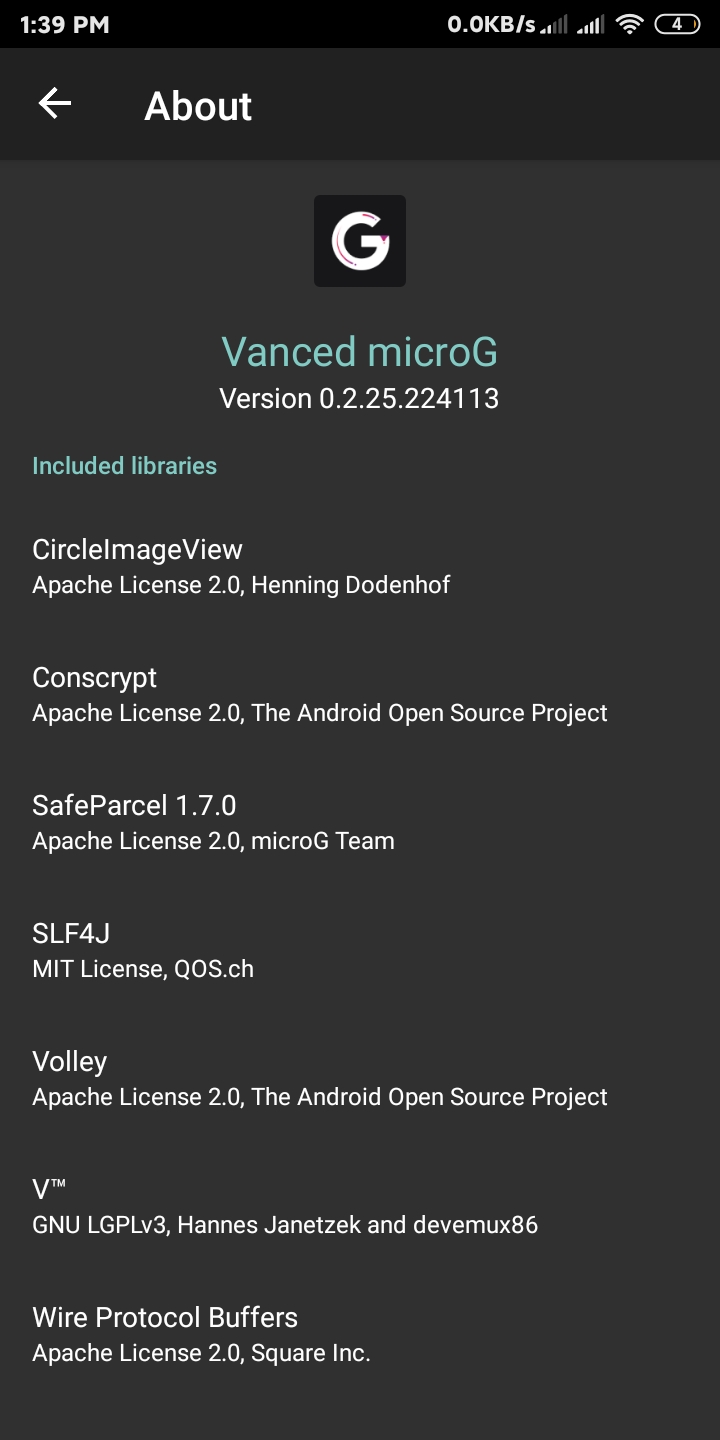 1:39 PM 0.0KB/s 4
About
G
Vanced microG
Version 0.2.25.224113
Included libraries
CircleImageView
Apache License 2.0, Henning Dodenhof
Conscrypt
Apache License 2.0, The Android Open Source Project
SafeParcel 1.7.0
Apache License 2.0, microG Team
SLF4J
MIT License, QOS.ch
Volley
Apache License 2.0, The Android Open Source Project
V™
GNU LGPLv3, Hannes Janetzek and devemux86
Wire Protocol Buffers
Apache License 2.0, Square Inc.